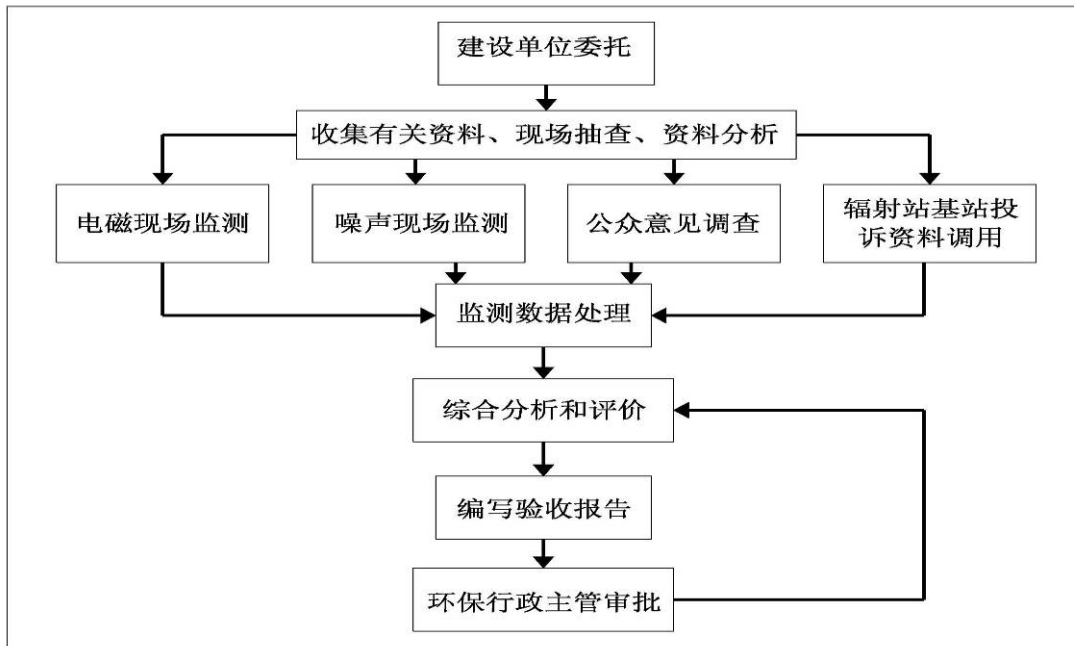 建设单位委托
收集有关资料、现场抽查、资料分析
电磁现场监测
噪声现场监测
公众意见调查
辐射站基站投
诉资料调用
监测数据处理
综合分析和评价
编写验收报告
环保行政主管审批